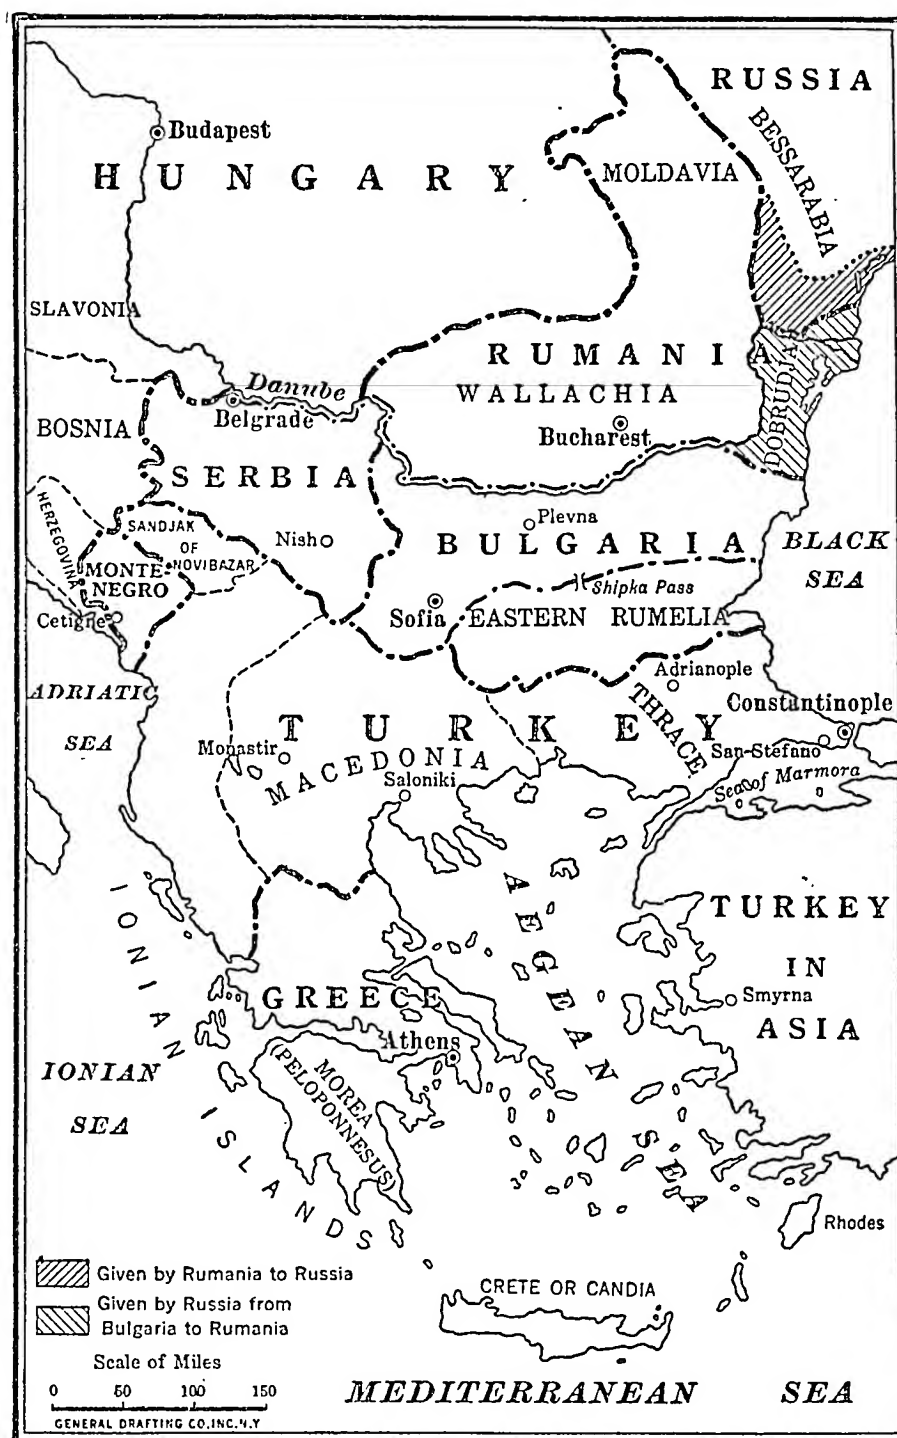 RUSSIA
BESSARABIA
Budapest
HUNGARY
MOLDAVIA
SLAVONIA
RUMANIA
WALLACHIA
DOBRUDJA
Danube
Belgrade
Bucharest
BOSNIA
SERBIA
HERZEGOVINA
SANDJAK
OF
NOVIBAZAR
Nish
Plevna
BULGARIA
BLACK
SEA
MONTE-
NEGRO
Shipka Pass
Cetigne
Sofia
EASTERN RUMELIA
ADRIATIC
SEA
Adrianople
THRACE
Constantinople
TURKEY
San Stefano
Monastir
MACEDONIA
Saloniki
Sea of Marmora
IONIAN ISLANDS
AEGEAN SEA
TURKEY
IN
ASIA
GREECE
Smyrna
Athens
IONIAN
SEA
MOREA
(PELOPONNESUS)
Rhodes
Given by Rumania to Russia
Given by Russia from
Bulgaria to Rumania
CRETE OR CANDIA
Scale of Miles
0 50 100 150
MEDITERRANEAN SEA
GENERAL DRAFTING CO.INC.N.Y